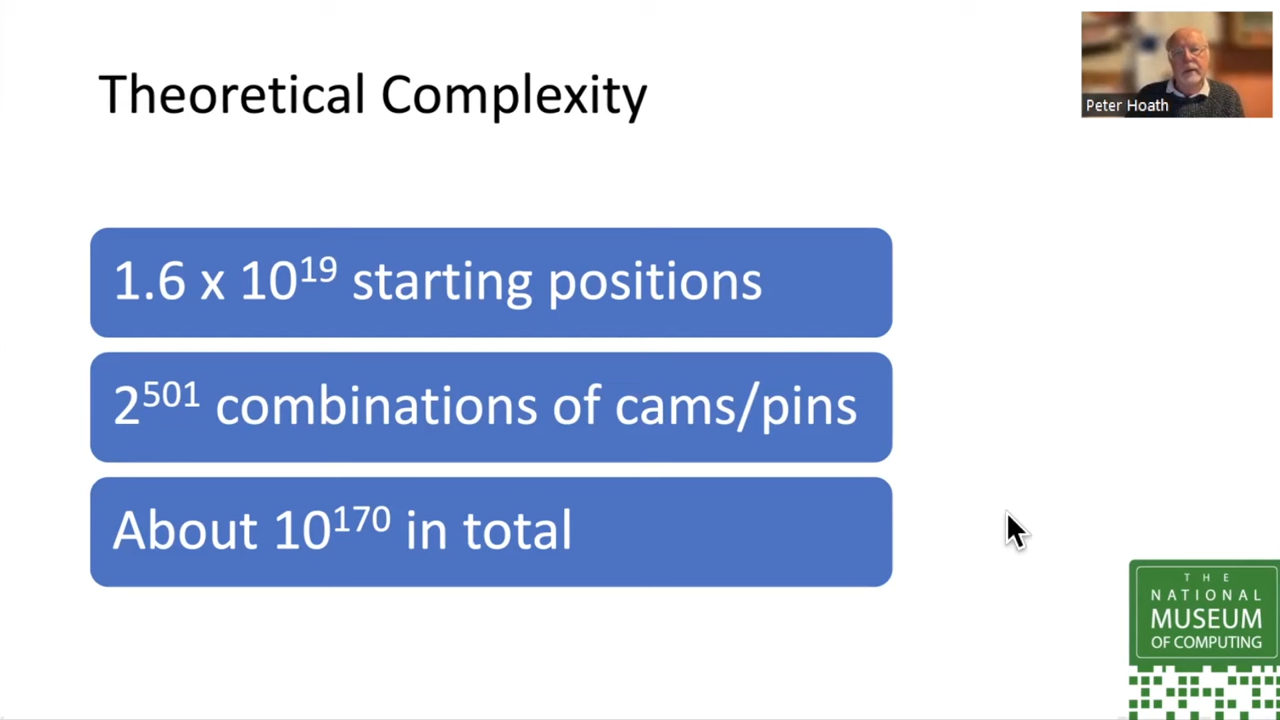 Theoretical Complexity
Peter Hoath
1.6 x 10¹⁹ starting positions
2⁵⁰¹ combinations of cams/pins
About 10¹⁷⁰ in total
THE
NATIONAL
MUSEUM
OF COMPUTING